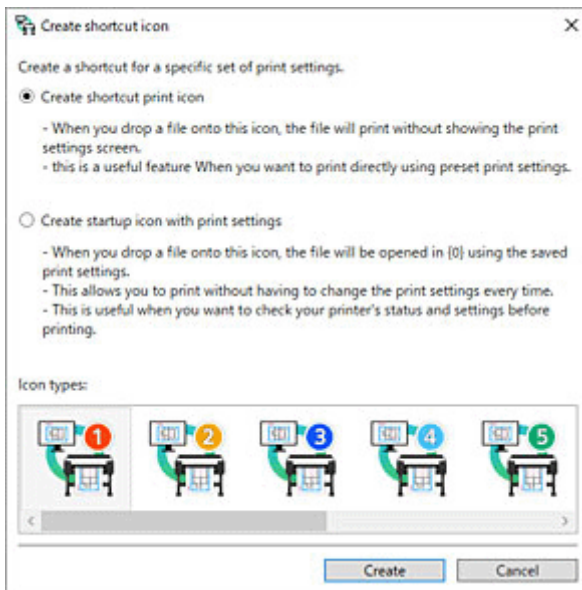 Create shortcut icon
Create a shortcut for a specific set of print settings.
Create shortcut print icon
- When you drop a file onto this icon, the file will print without showing the print
settings screen.
- this is a useful feature When you want to print directly using preset print settings.
Create startup icon with print settings
- When you drop a file onto this icon, the file will be opened in {0} using the saved
print settings.
- This allows you to print without having to change the print settings every time.
- This is useful when you want to check your printer's status and settings before
printing.
Icon types:
1 2 3 4 5
Create Cancel